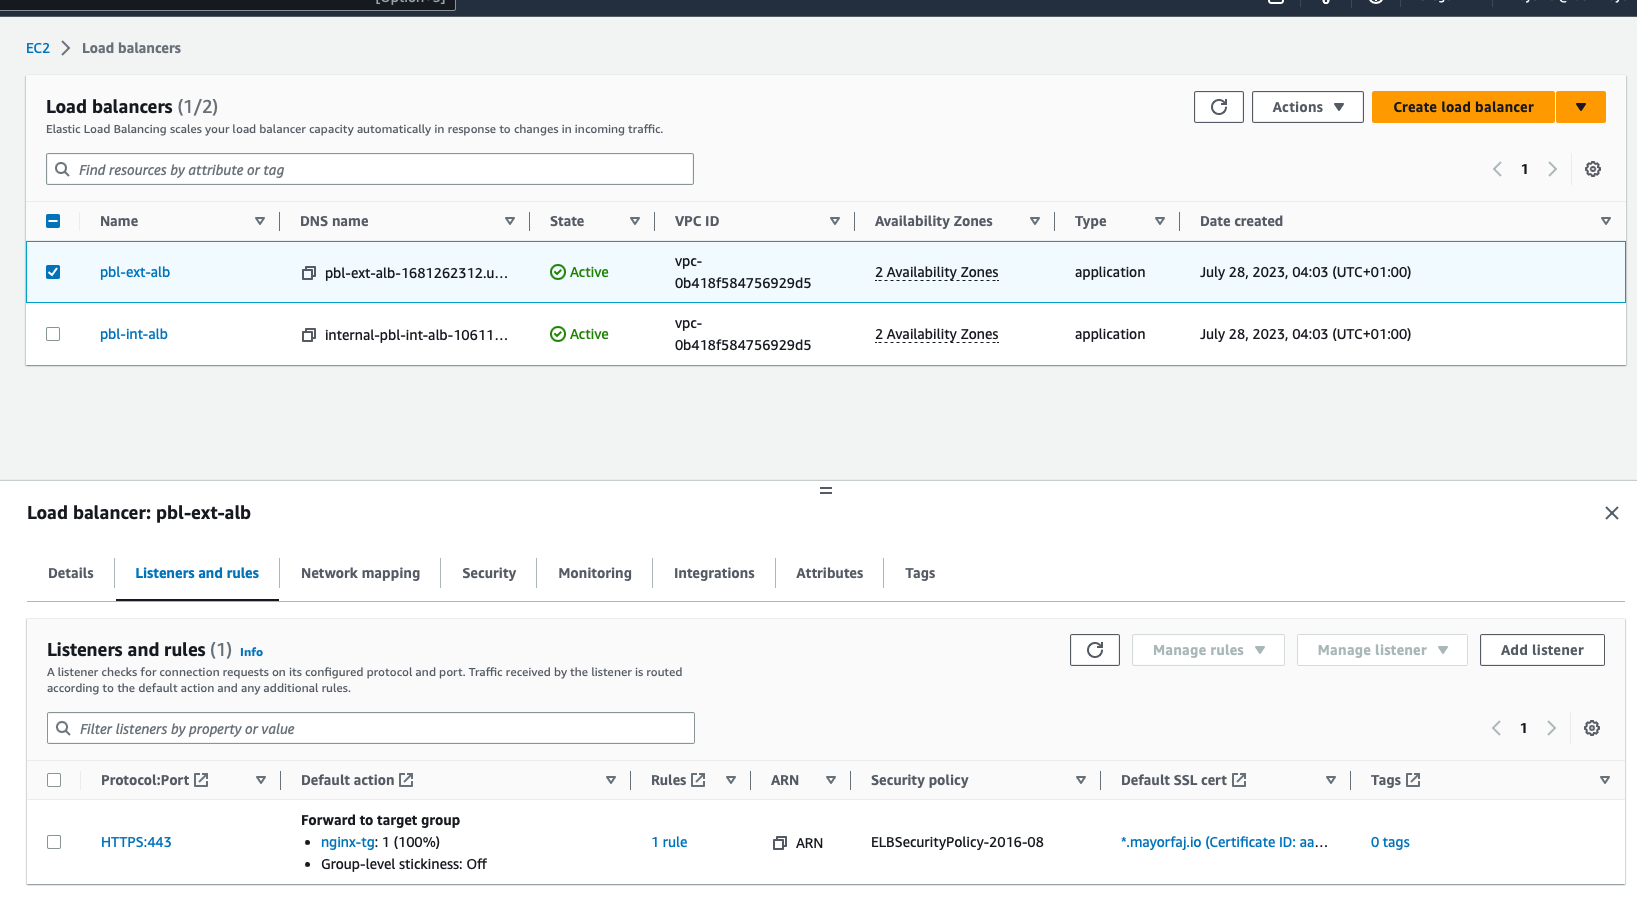 EC2 Load balancers
Load balancers (1/2)
Elastic Load Balancing scales your load balancer capacity automatically in response to changes in incoming traffic.
Actions
Create load balancer
Find resources by attribute or tag
1
Name DNS name State VPC ID Availability Zones Type Date created
pbl-ext-alb pbl-ext-alb-1681262312.u... Active vpc-0b418f584756929d5 2 Availability Zones application July 28, 2023, 04:03 (UTC+01:00)
pbl-int-alb internal-pbl-int-alb-10611... Active vpc-0b418f584756929d5 2 Availability Zones application July 28, 2023, 04:03 (UTC+01:00)
Load balancer: pbl-ext-alb
Details Listeners and rules Network mapping Security Monitoring Integrations Attributes Tags
Listeners and rules (1) Info
A listener checks for connection requests on its configured protocol and port. Traffic received by the listener is routed
according to the default action and any additional rules.
Manage rules
Manage listener
Add listener
Filter listeners by property or value
1
Protocol:Port Default action Rules ARN Security policy Default SSL cert Tags
Forward to target group
HTTPS:443 • nginx-tg: 1 (100%) 1 rule ARN ELBSecurityPolicy-2016-08 *.mayorfaj.io (Certificate ID: aa... 0 tags
• Group-level stickiness: Off